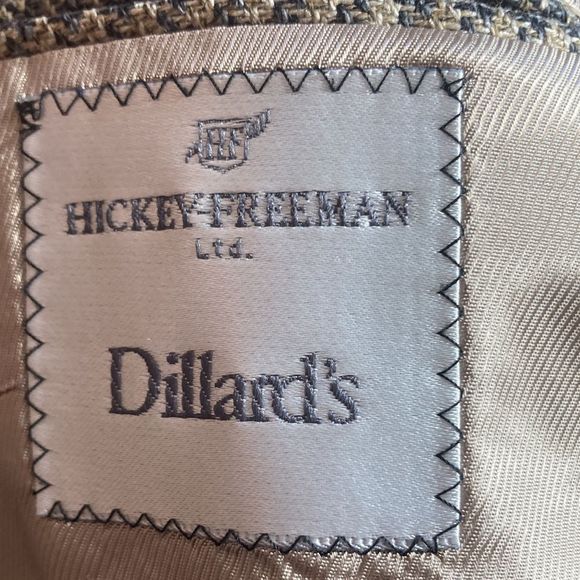 HF
HICKEY-FREEMAN
Ltd.
Dillard's